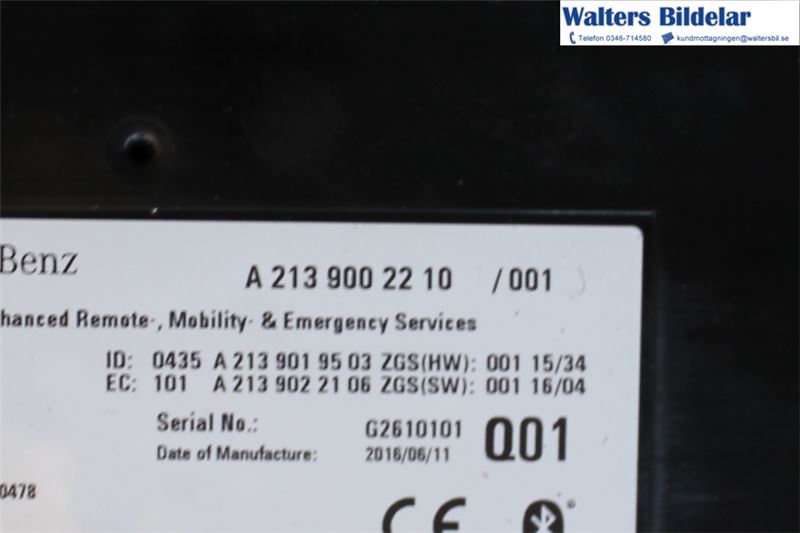 Walters Bildelar
Telefon 0346-714580 kundmottagningen@waltersbil.se
Benz
A 213 900 22 10 / 001
hanced Remote-, Mobility- & Emergency Services
ID: 0435 A 213 901 95 03 ZGS(HW): 001 15/34
EC: 101 A 213 902 21 06 ZGS(SW): 001 16/04
Serial No.: G2610101 Q01
Date of Manufacture: 2016/06/11
0478
CE